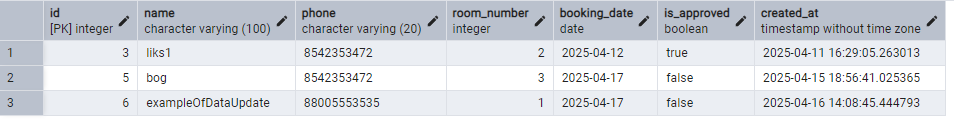 id name phone room_number booking_date is_approved created_at
[PK] integer character varying (100) character varying (20) integer date boolean timestamp without time zone
1 3 liks1 8542353472 2 2025-04-12 true 2025-04-11 16:29:05.263013
2 5 bog 8542353472 3 2025-04-17 false 2025-04-15 18:56:41.025365
3 6 exampleOfDataUpdate 88005553535 1 2025-04-17 false 2025-04-16 14:08:45.444793